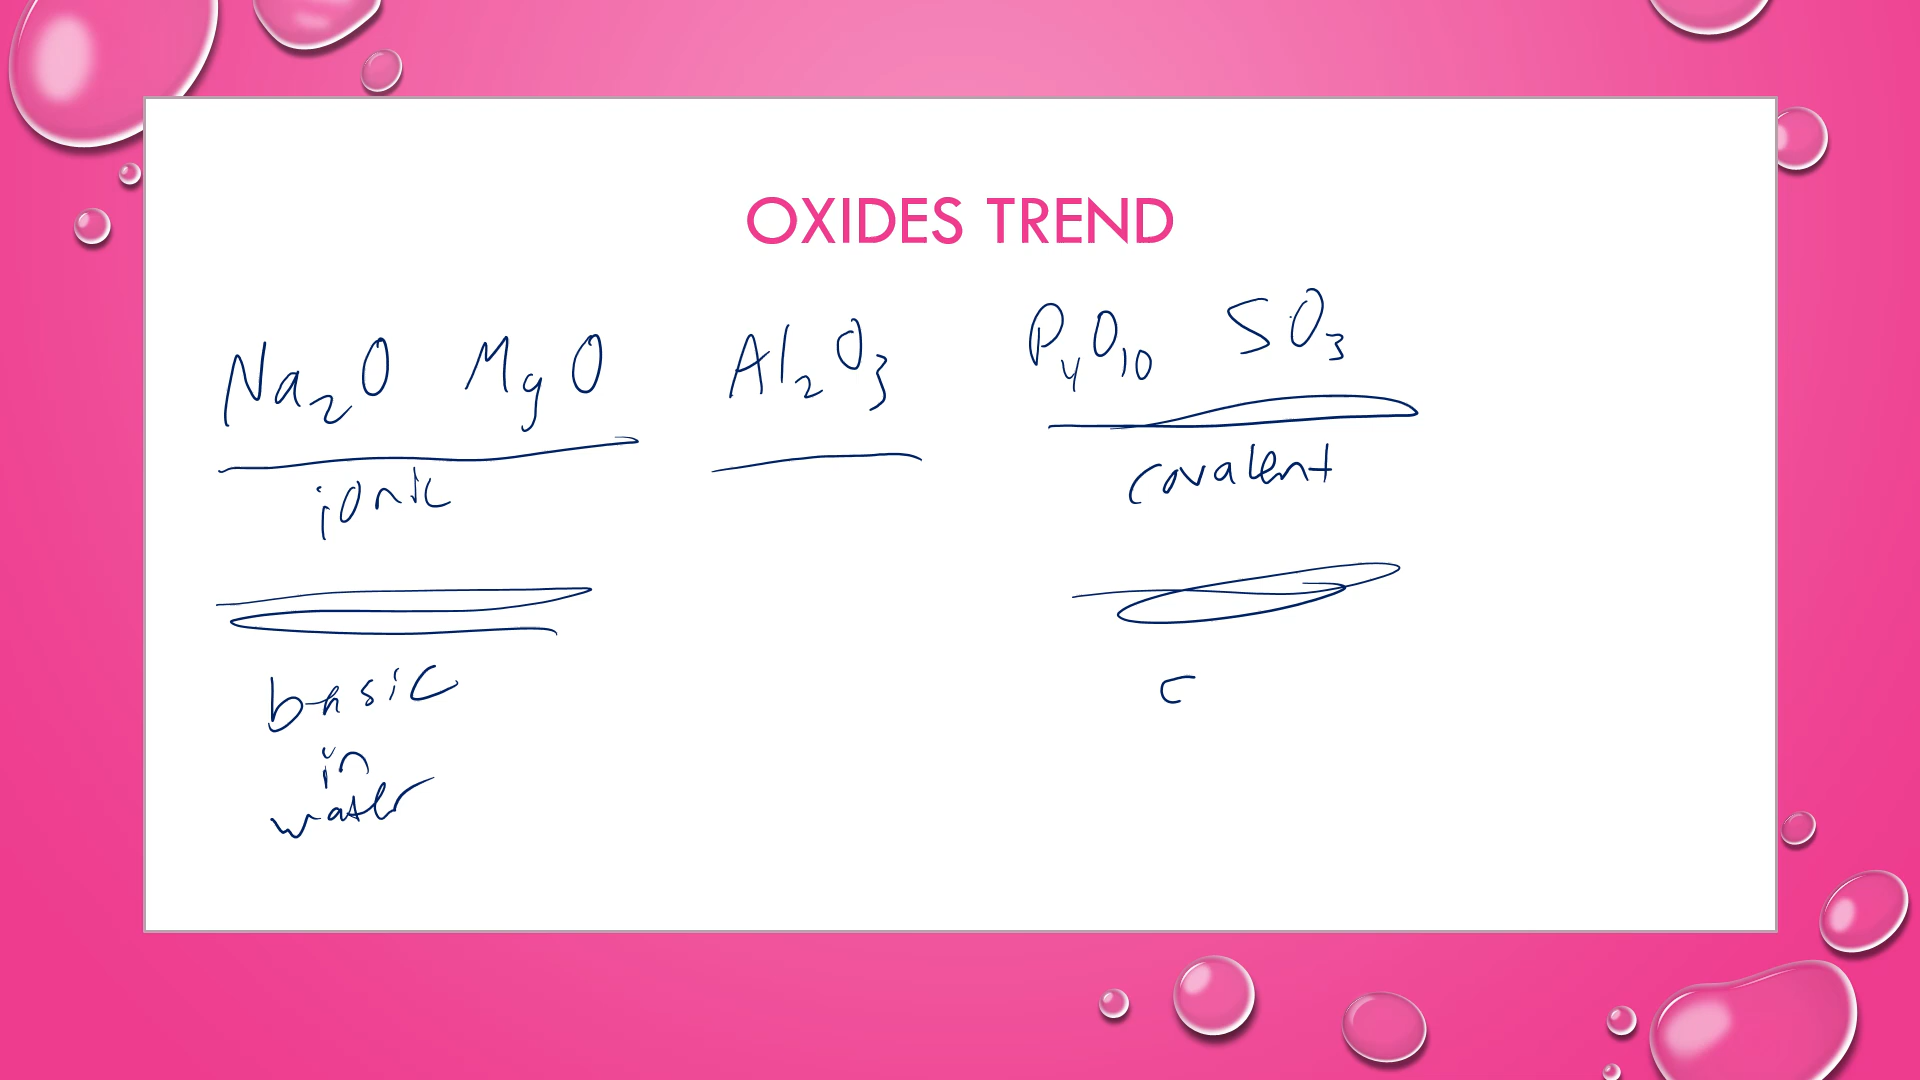 OXIDES TREND
Na₂O MgO Al₂O₃ P₄O₁₀ SO₃
ionic covalent
basic
in
water